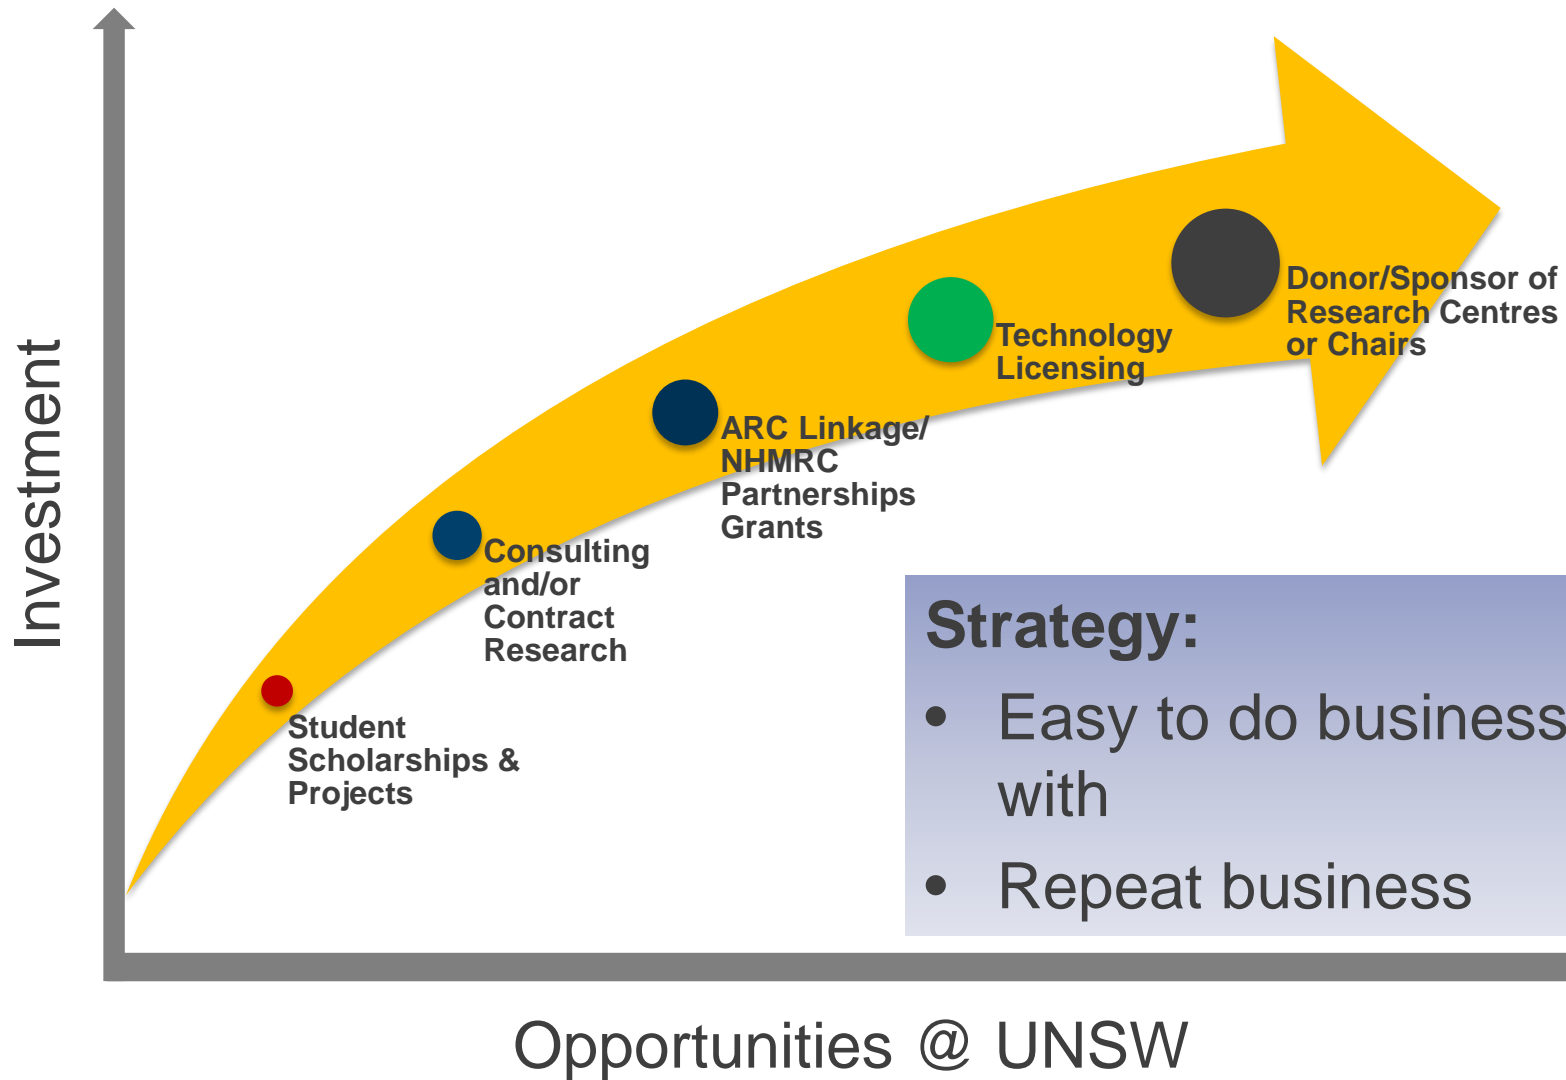 Investment
Donor/Sponsor of
Research Centres
or Chairs
Technology
Licensing
ARC Linkage/
NHMRC
Partnerships
Grants
Consulting
and/or
Contract
Research
Student
Scholarships &
Projects
Strategy:
• Easy to do business
with
• Repeat business
Opportunities @ UNSW